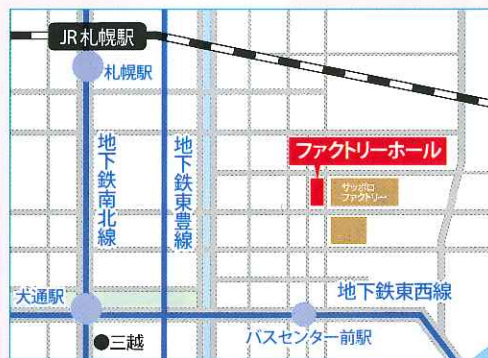 JR札幌駅
札幌駅
地下鉄南北線
地下鉄東豊線
ファクトリーホール
サッポロ
ファクトリー
大通駅
地下鉄東西線
バスセンター前駅
●三越